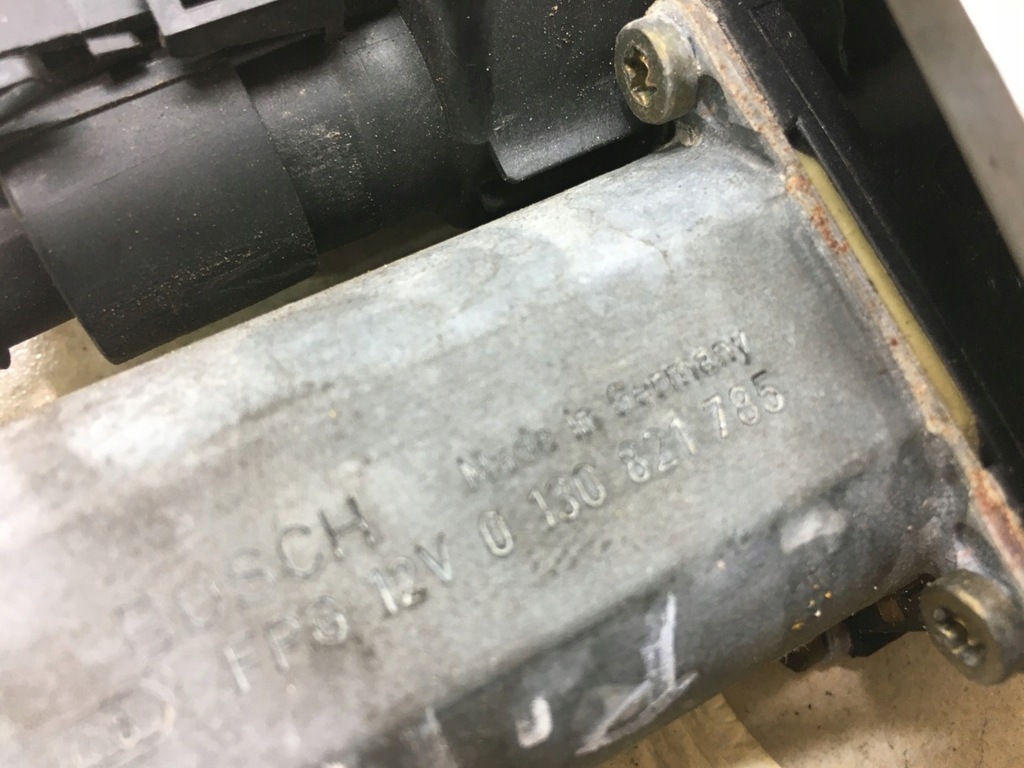 Made in Germany
BOSCH
FPG 12V 0 130 821 785